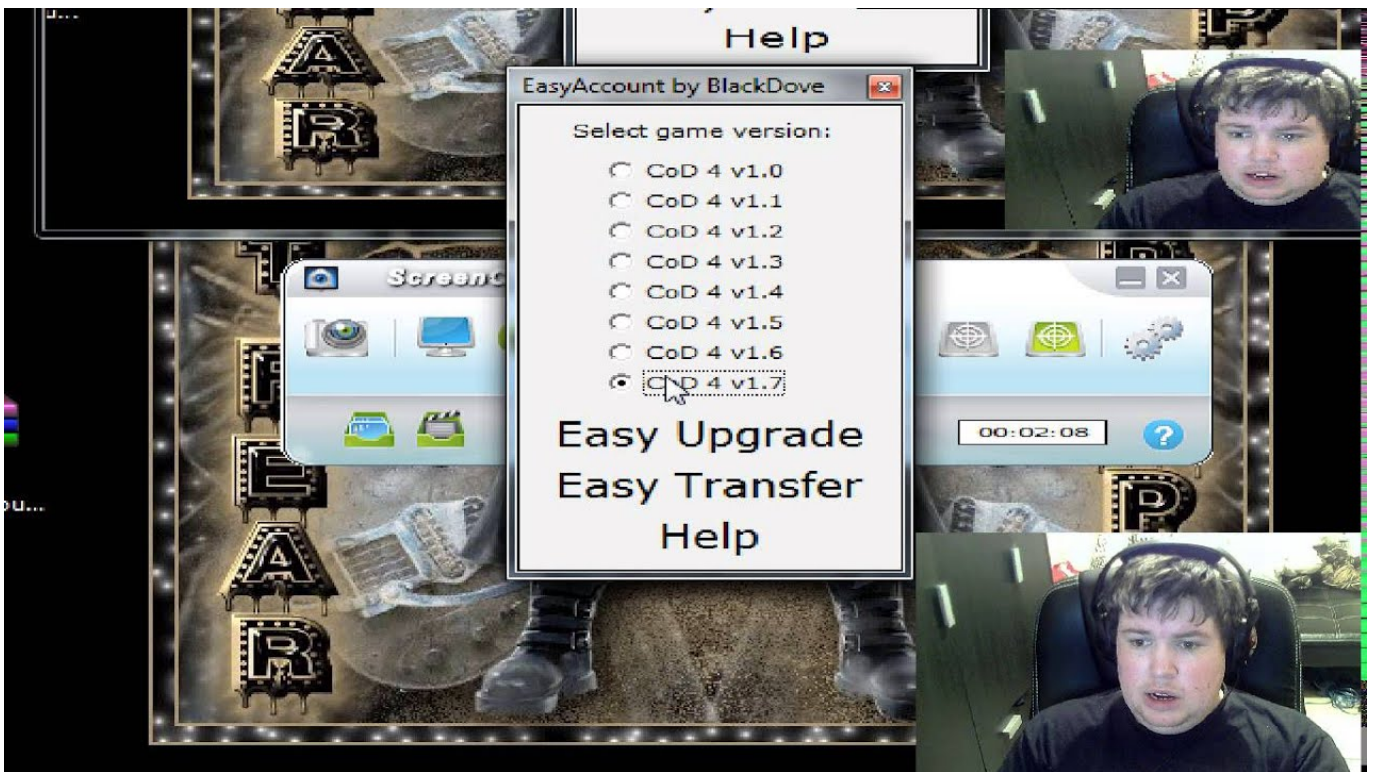 Help
EasyAccount by BlackDove
Select game version:
CoD 4 v1.0
CoD 4 v1.1
CoD 4 v1.2
CoD 4 v1.3
CoD 4 v1.4
CoD 4 v1.5
CoD 4 v1.6
CoD 4 v1.7
Easy Upgrade
Easy Transfer
Help
00:02:08
A
R
P
E
A
R
P